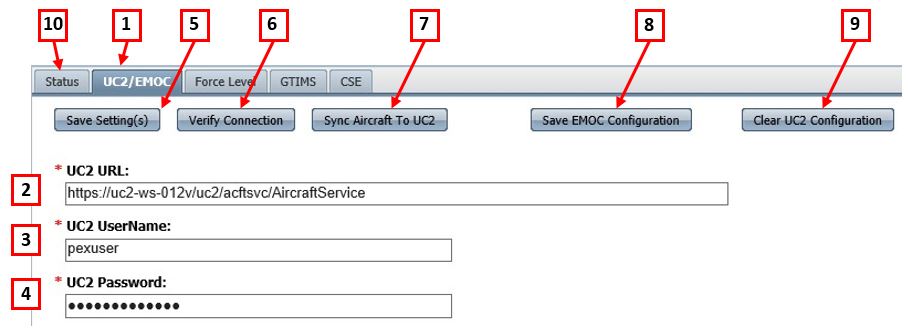 10 1 5 6 7 8 9
Status UC2/EMOC Force Level GTIMS CSE
Save Setting(s) Verify Connection Sync Aircraft To UC2 Save EMOC Configuration Clear UC2 Configuration
* UC2 URL:
2 https://uc2-ws-012v/uc2/acftsvc/AircraftService
* UC2 UserName:
3 pexuser
* UC2 Password:
4 ●●●●●●●●●●●●●